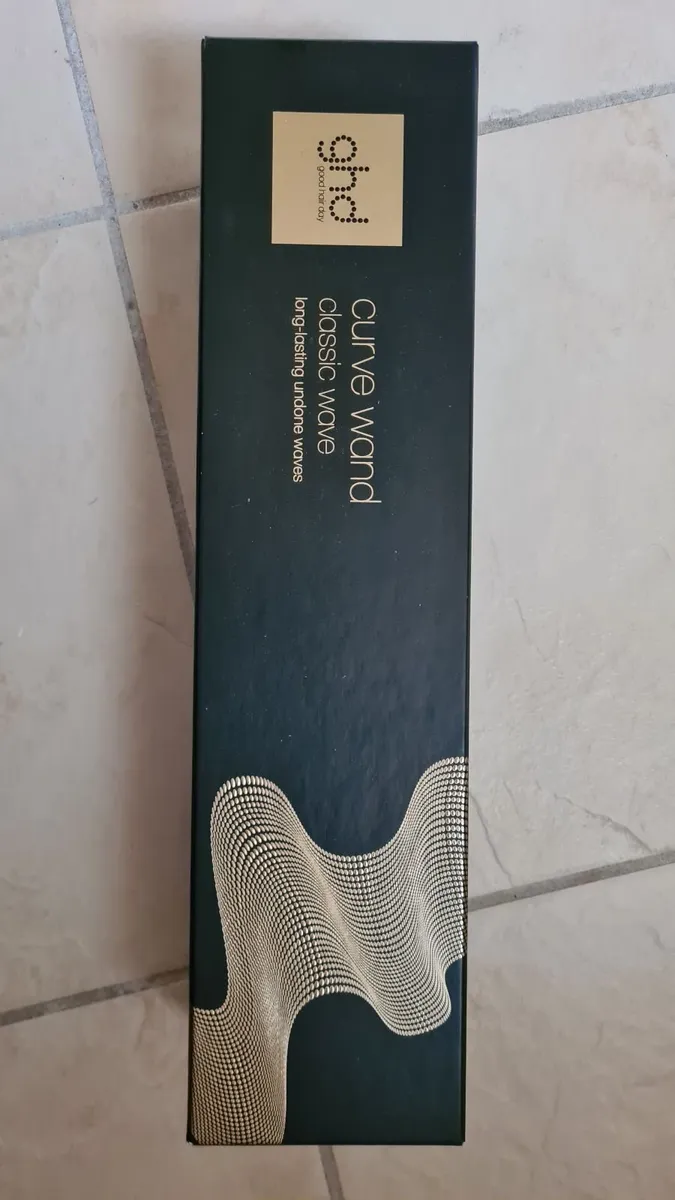 ghd
good hair day
curve wand
classic wave
long-lasting undone waves